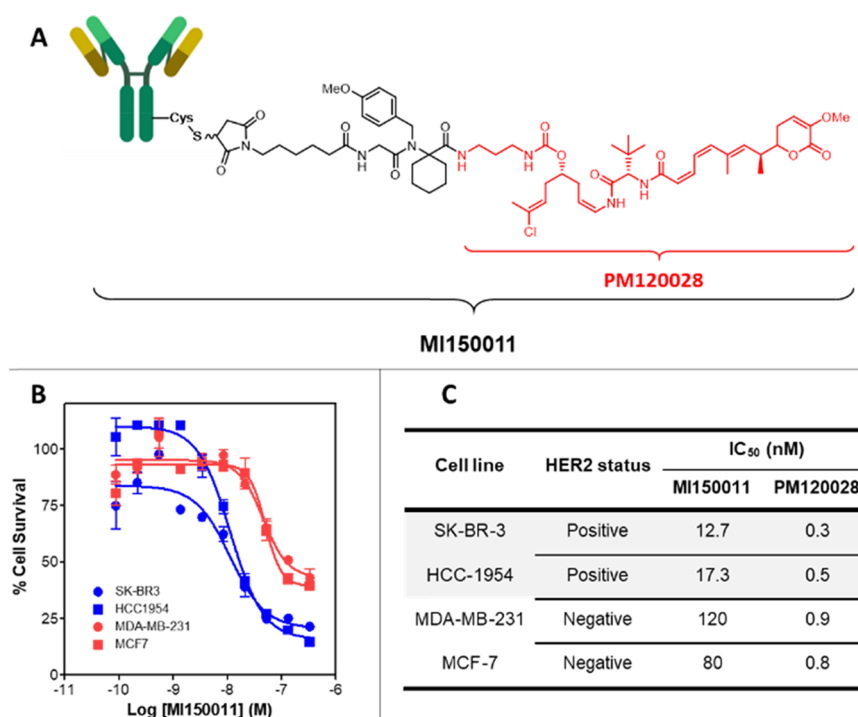 A
MeO
Cys
S
O
N
O
O
N
H
O
N
O
N
H
N
H
O
O
Cl
O
N
H
N
H
O
OMe
O
O
PM120028
MI150011
B
% Cell Survival
100
75
50
25
0
SK-BR3
HCC1954
MDA-MB-231
MCF7
-11 -10 -9 -8 -7 -6
Log [MI150011] (M)
C
Cell line HER2 status IC₅₀ (nM)
MI150011 PM120028
SK-BR-3 Positive 12.7 0.3
HCC-1954 Positive 17.3 0.5
MDA-MB-231 Negative 120 0.9
MCF-7 Negative 80 0.8